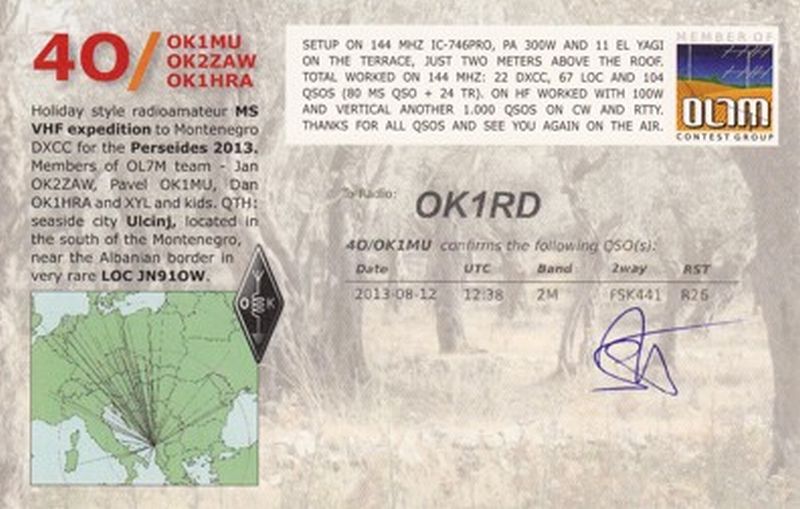 4O/
OK1MU
OK2ZAW
OK1HRA
Holiday style radioamateur MS
VHF expedition to Montenegro
DXCC for the Perseides 2013.
Members of OL7M team - Jan
OK2ZAW, Pavel OK1MU, Dan
OK1HRA and XYL and kids. QTH:
seaside city Ulcinj, located in
the south of the Montenegro,
near the Albanian border in
very rare LOC JN91OW.
SETUP ON 144 MHZ IC-746PRO, PA 300W AND 11 EL YAGI
ON THE TERRACE, JUST TWO METERS ABOVE THE ROOF.
TOTAL WORKED ON 144 MHZ: 22 DXCC, 67 LOC AND 104
QSOS (80 MS QSO + 24 TR). ON HF WORKED WITH 100W
AND VERTICAL ANOTHER 1.000 QSOS ON CW AND RTTY.
THANKS FOR ALL QSOS AND SEE YOU AGAIN ON THE AIR.
MEMBER OF
OL7M
CONTEST GROUP
To Radio:
OK1RD
4O/OK1MU confirms the following QSO(s):
Date UTC Band 2way RST
2013-08-12 12:38 2M FSK441 R26
O K